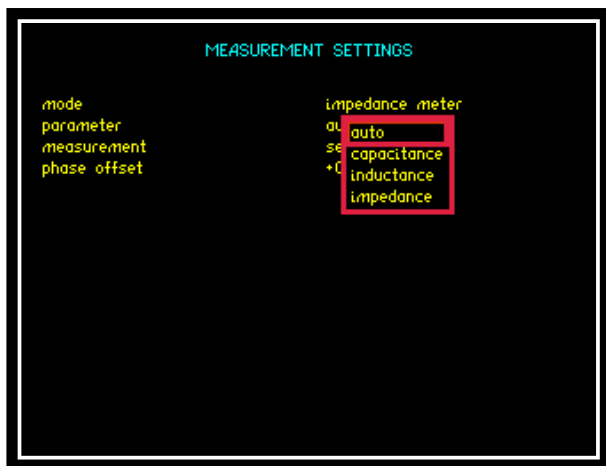 MEASUREMENT SETTINGS
mode impedance meter
parameter
auto
measurement
capacitance
phase offset
inductance
impedance